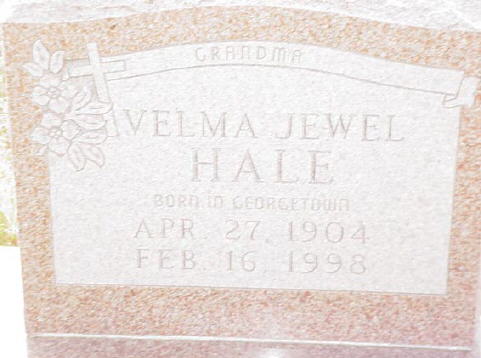 GRANDMA
VELMA JEWEL
HALE
BORN IN GEORGETOWN
APR. 27, 1904
FEB. 16, 1998